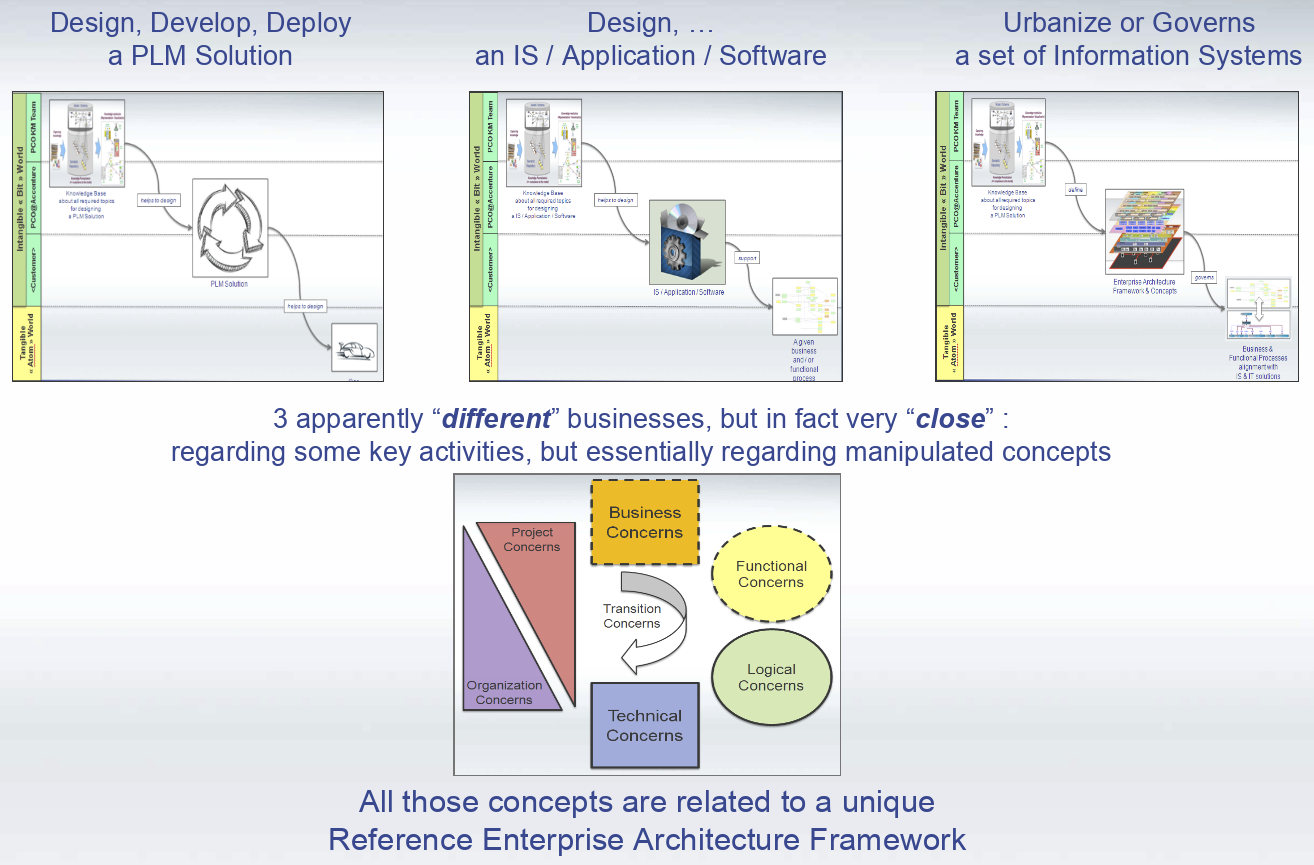 Design, Develop, Deploy
a PLM Solution
Design, …
an IS / Application / Software
Urbanize or Governs
a set of Information Systems
Intangible « Bit » World
PCO KM Team
PCO@Accenture
<Customer>
Tangible
« Atom » World
Knowledge Base
about all required topics
for designing
a PLM Solution
helps to design
PLM Solution
helps to design
Intangible « Bit » World
PCO KM Team
PCO@Accenture
<Customer>
Tangible
« Atom » World
Knowledge Base
about all required topics
for designing
a IS / Application / Software
helps to design
IS / Application / Software
support
A given
business
and / or
functional
process
Intangible « Bit » World
PCO KM Team
PCO@Accenture
<Customer>
Tangible
« Atom » World
Knowledge Base
about all required topics
for designing
a PLM Solution
define
Enterprise Architecture
Framework & Concepts
governs
Business &
Functional Processes
alignment with
IS & IT solutions
3 apparently “different” businesses, but in fact very “close” :
regarding some key activities, but essentially regarding manipulated concepts
Project
Concerns
Organization
Concerns
Business
Concerns
Transition
Concerns
Technical
Concerns
Functional
Concerns
Logical
Concerns
All those concepts are related to a unique
Reference Enterprise Architecture Framework